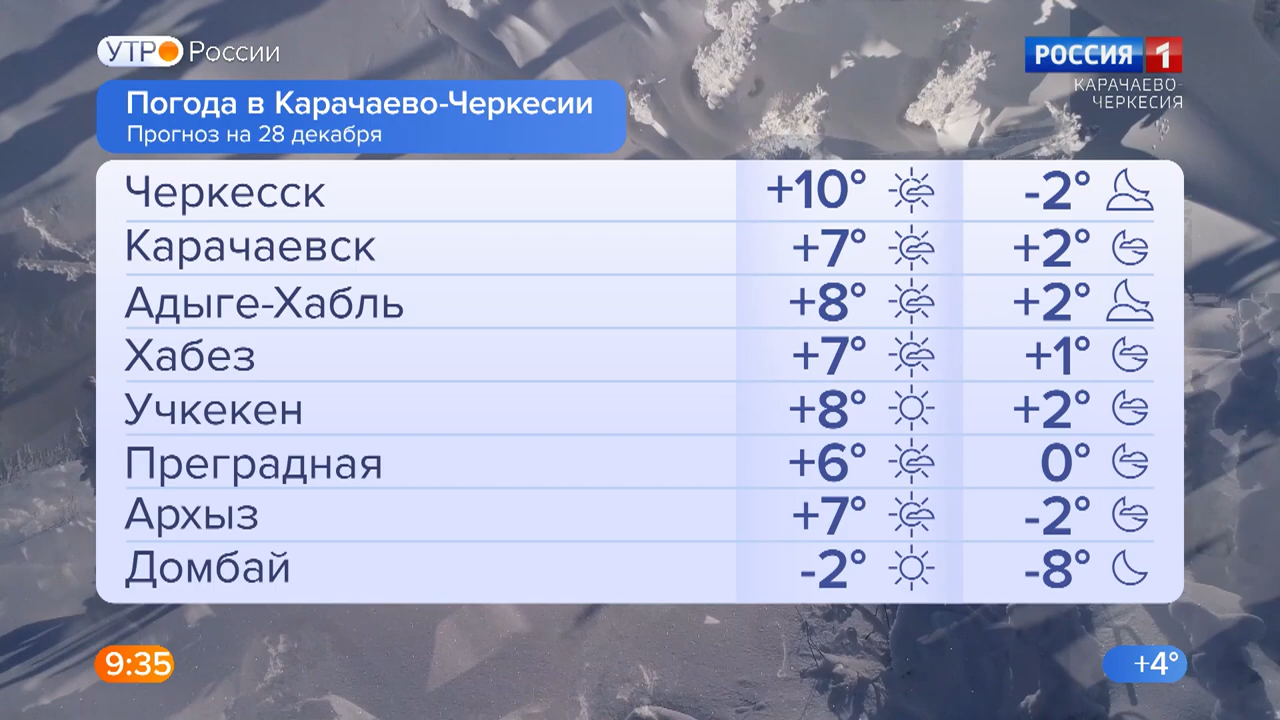 УТРО России
РОССИЯ 1
КАРАЧАЕВО-
ЧЕРКЕСИЯ
Погода в Карачаево-Черкесии
Прогноз на 28 декабря
Черкесск +10° -2°
Карачаевск +7° +2°
Адыге-Хабль +8° +2°
Хабез +7° +1°
Учкекен +8° +2°
Преградная +6° 0°
Архыз +7° -2°
Домбай -2° -8°
9:35
+4°